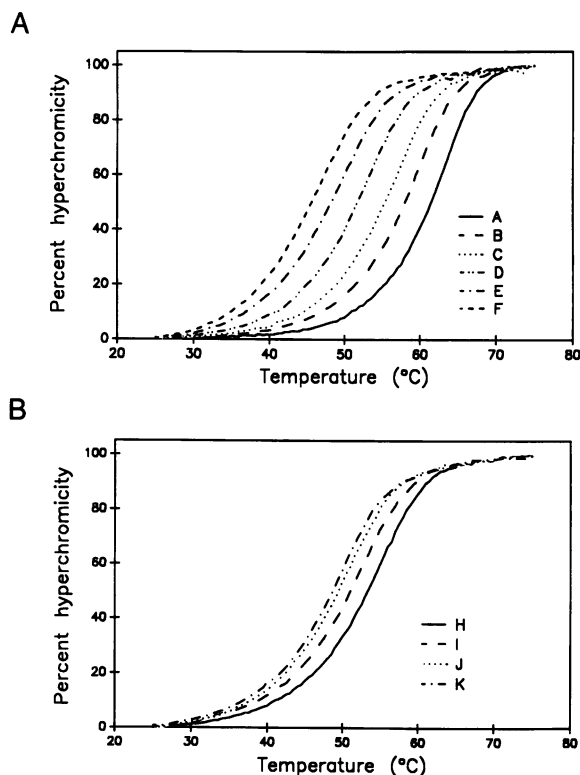 A
Percent hyperchromicity
100
80
60
40
20
0
A
B
C
D
E
F
20 30 40 50 60 70 80
Temperature (°C)
B
Percent hyperchromicity
100
80
60
40
20
0
H
I
J
K
20 30 40 50 60 70 80
Temperature (°C)